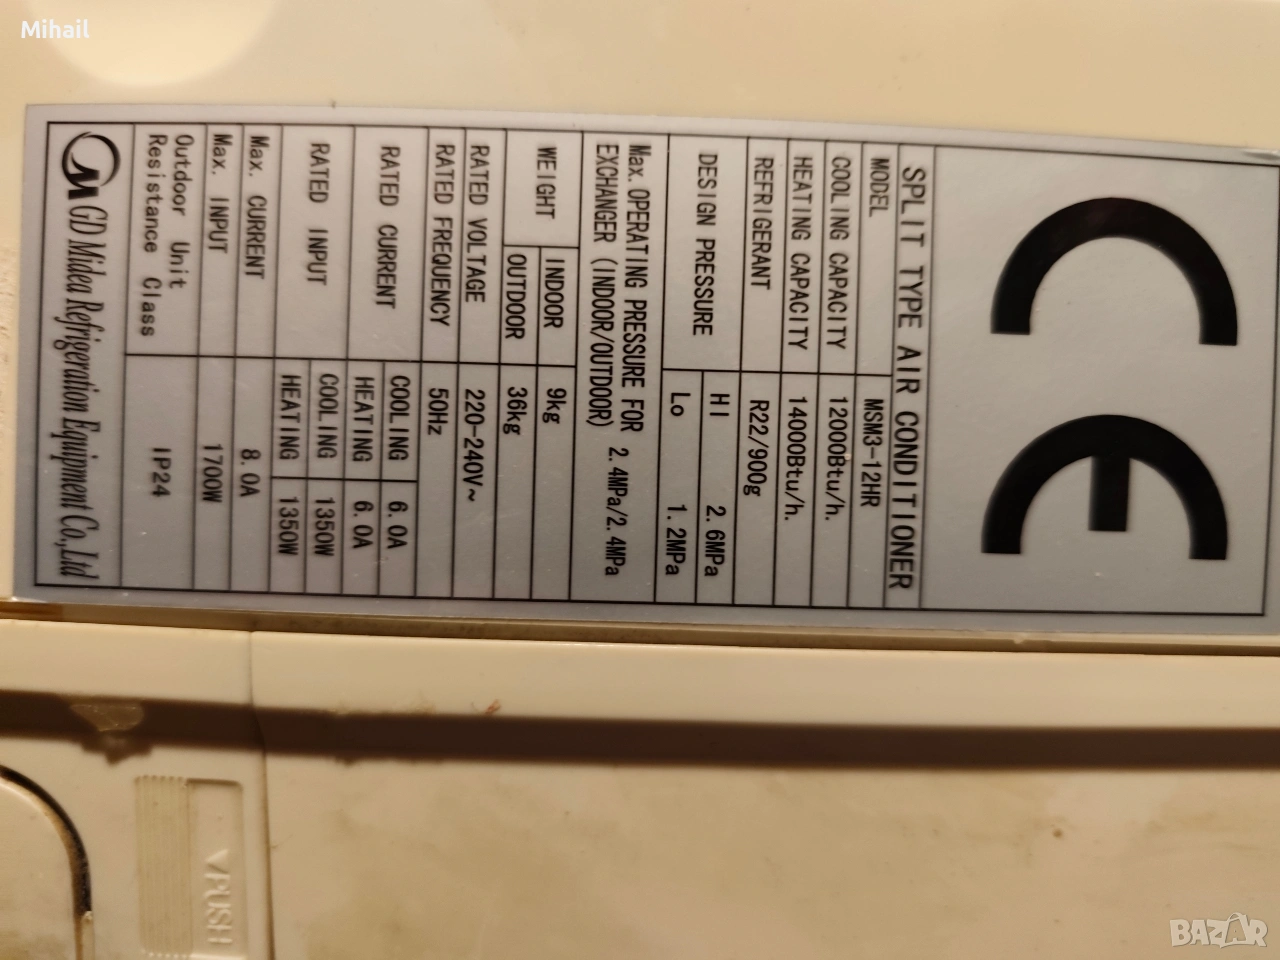 Mihail
SPLIT TYPE AIR CONDITIONER
MODEL MSM3-12HR
COOLING CAPACITY 12000Btu/h.
HEATING CAPACITY 14000Btu/h.
REFRIGERANT R22/900g
DESIGN PRESSURE HI 2.6MPa
Lo 1.2MPa
Max. OPERATING PRESSURE FOR
EXCHANGER (INDOOR/OUTDOOR) 2.4MPa/2.4MPa
WEIGHT INDOOR 9kg
OUTDOOR 36kg
RATED VOLTAGE 220-240V~
RATED FREQUENCY 50Hz
RATED CURRENT COOLING 6.0A
HEATING 6.0A
RATED INPUT COOLING 1350W
HEATING 1350W
Max. CURRENT 8.0A
Max. INPUT 1700W
Outdoor Unit
Resistance Class IP24
GD Midea Refrigeration Equipment Co.,Ltd
PUSH
BAZAR